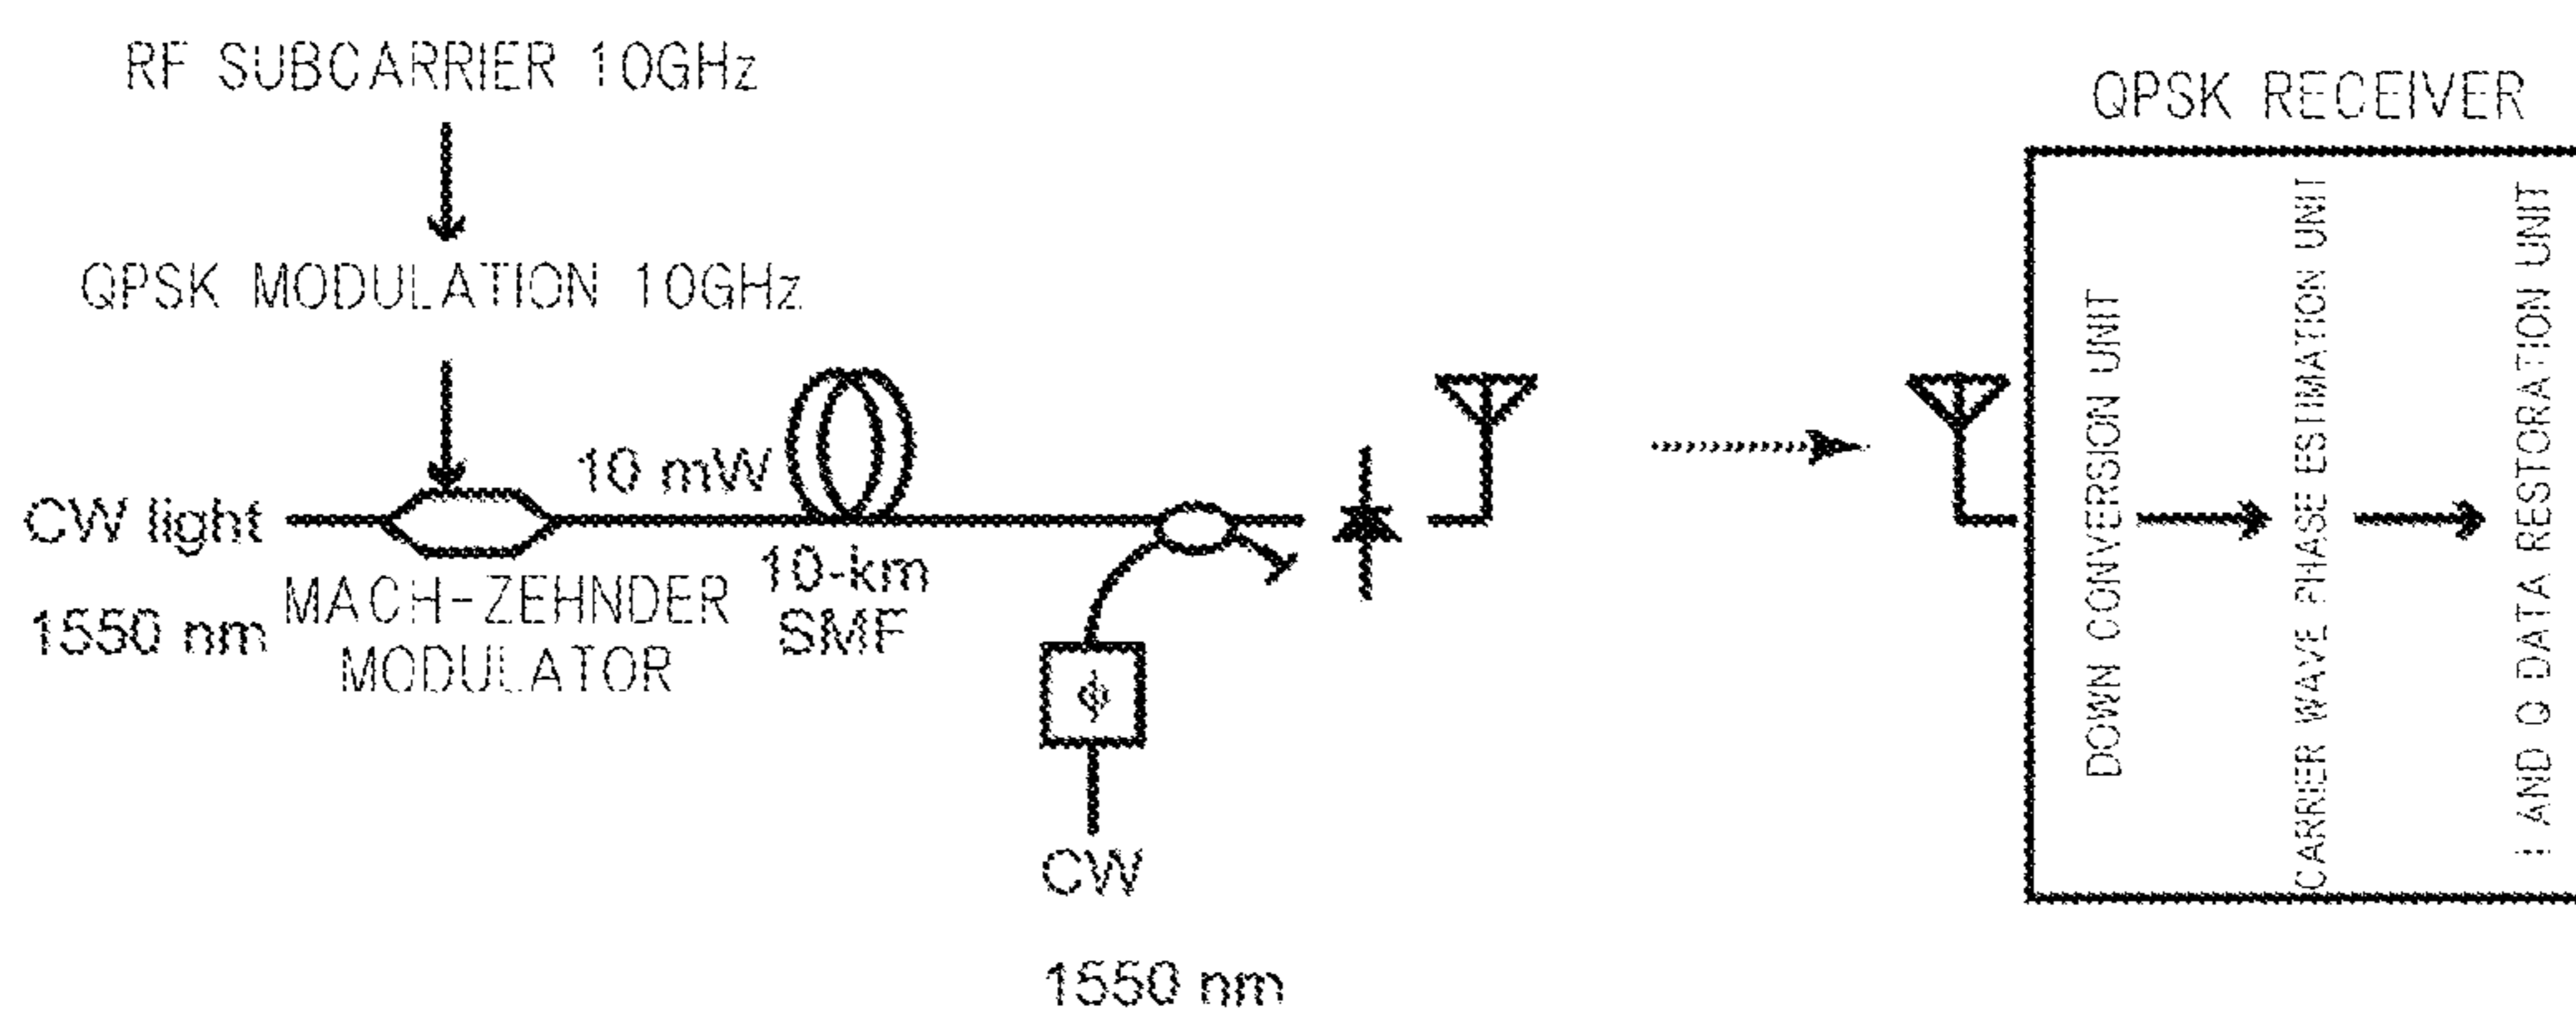 RF SUBCARRIER 10GHz
QPSK MODULATION 10GHz
CW light
1550 nm
MACH-ZEHNDER
MODULATOR
10 mW
10-km
SMF
ϕ
CW
1550 nm
QPSK RECEIVER
DOWN CONVERSION UNIT
CARRIER WAVE PHASE ESTIMATION UNIT
I AND Q DATA RESTORATION UNIT